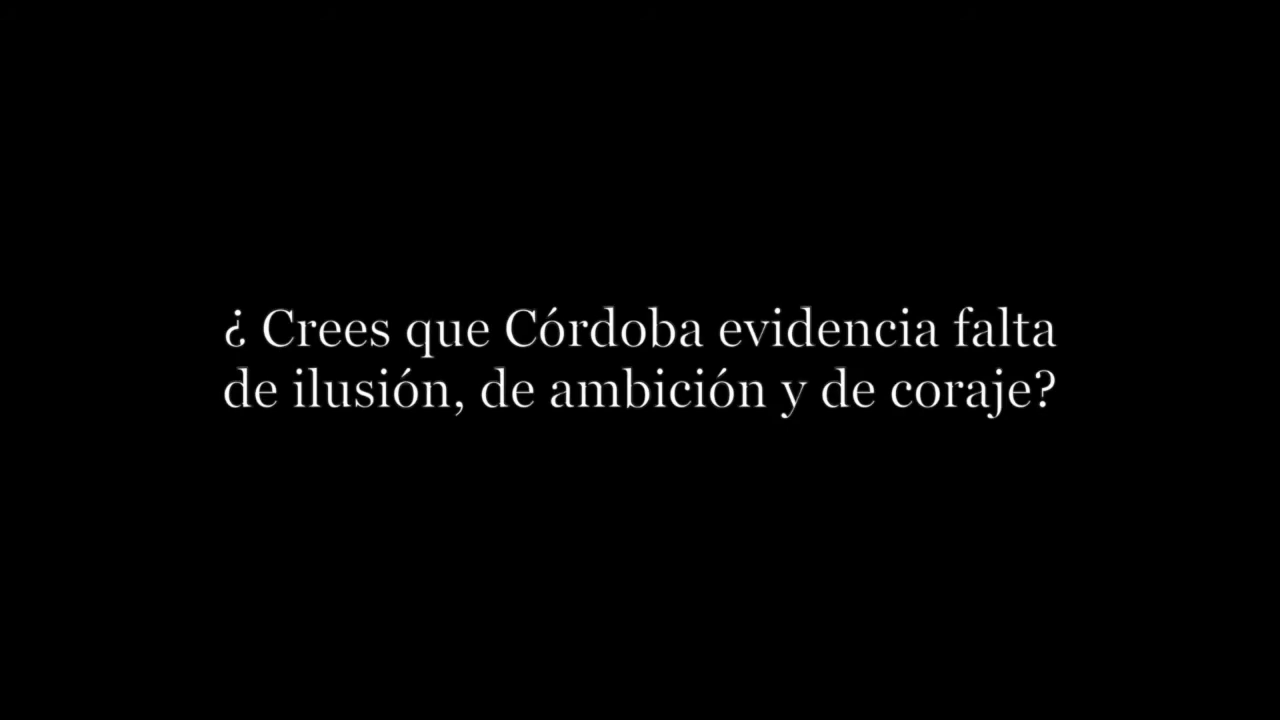 ¿ Crees que Córdoba evidencia falta
de ilusión, de ambición y de coraje?